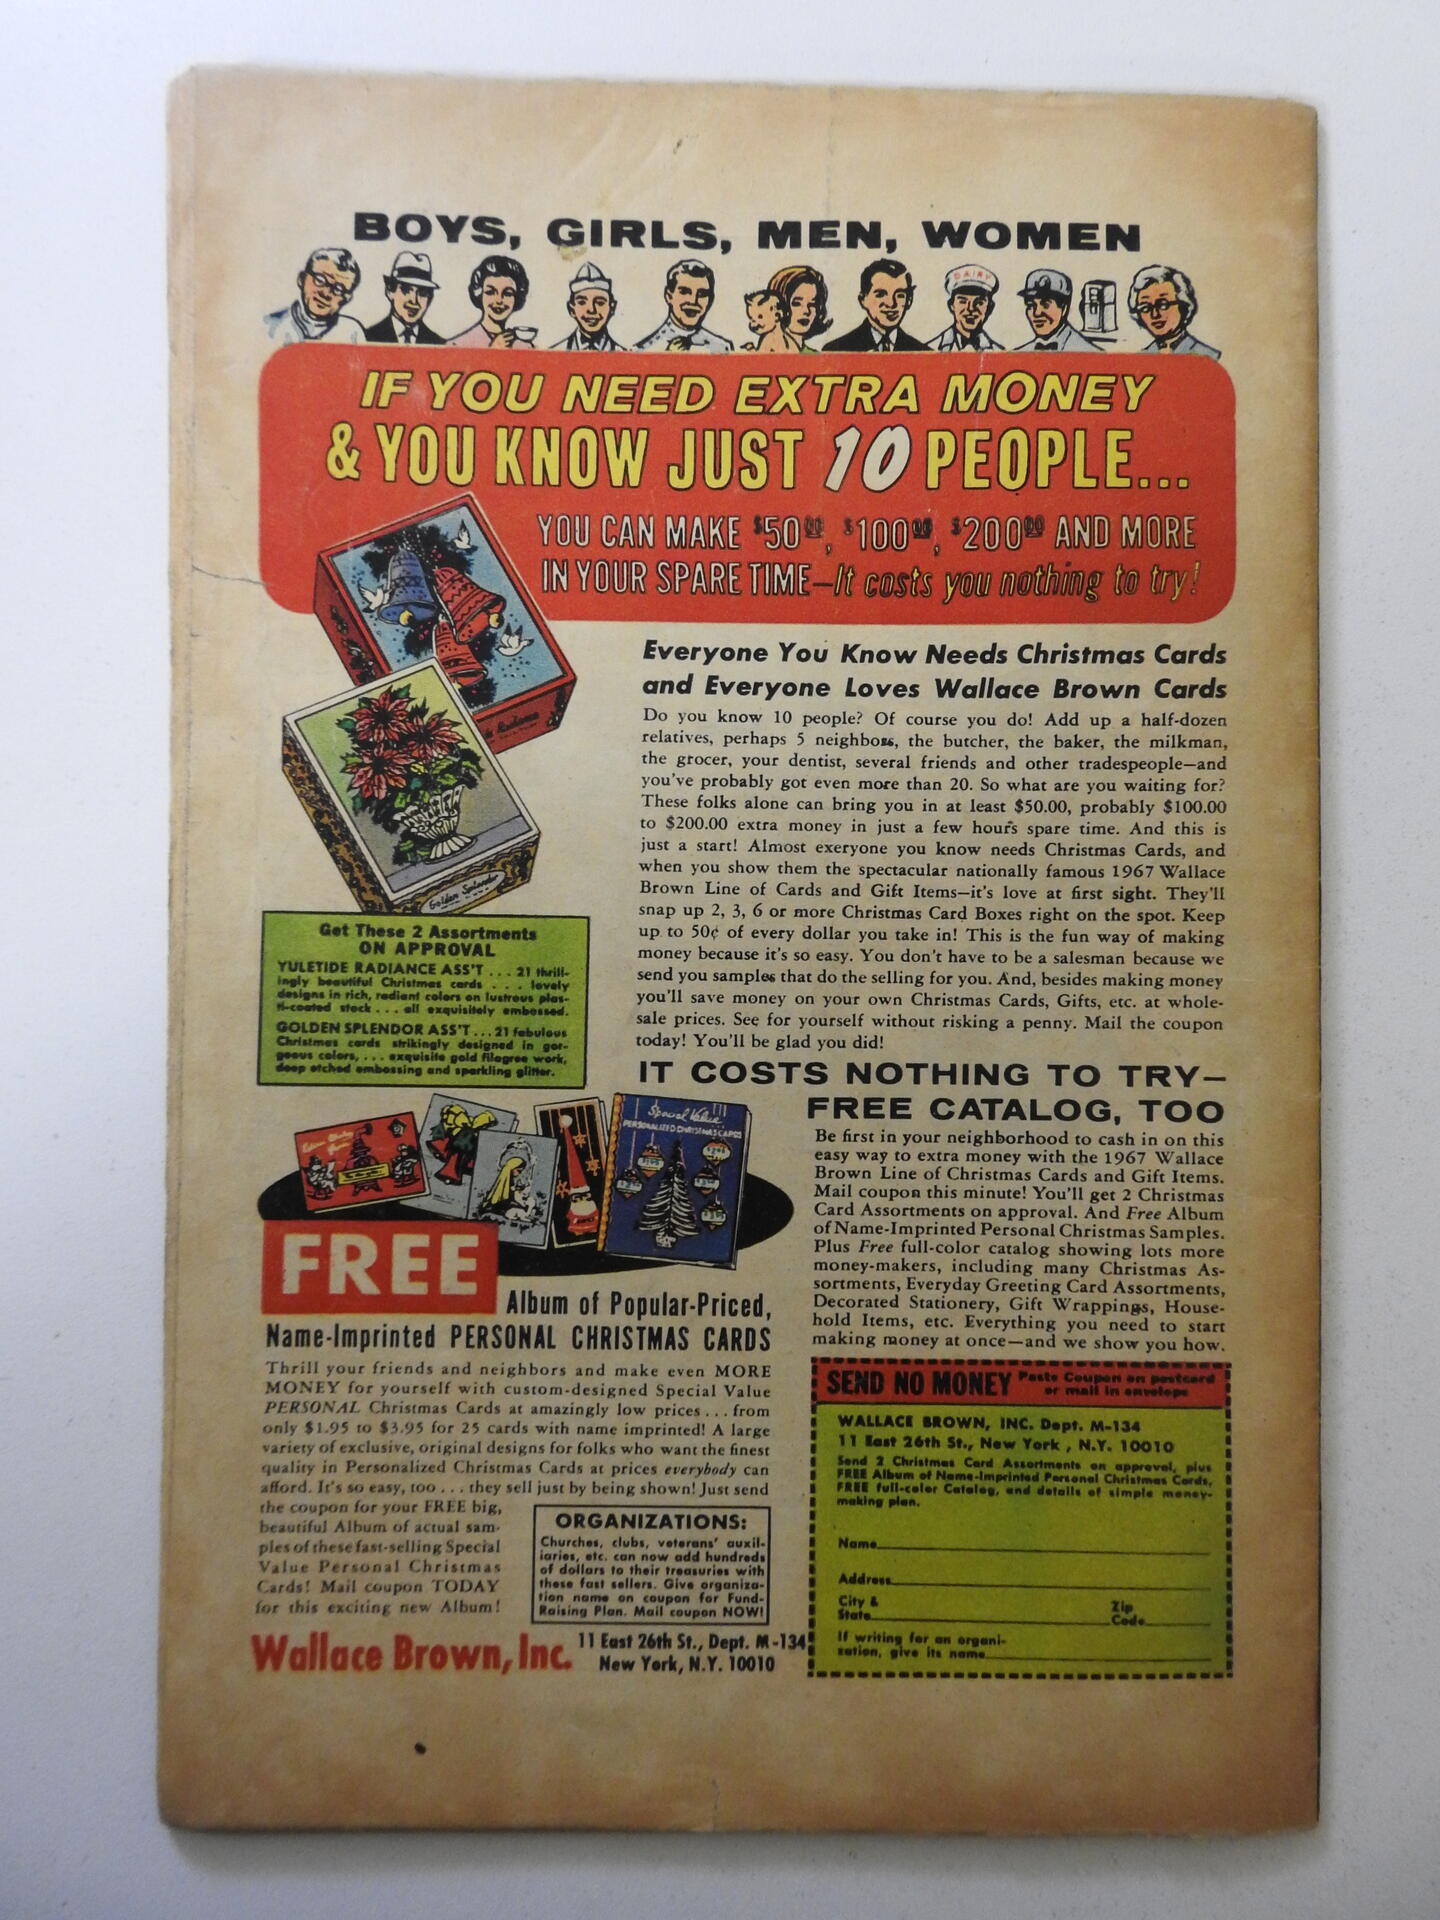 BOYS, GIRLS, MEN, WOMEN
DAIRY
IF YOU NEED EXTRA MONEY
& YOU KNOW JUST 10 PEOPLE...
YOU CAN MAKE $50.00, $100.00, $200.00 AND MORE
IN YOUR SPARE TIME—It costs you nothing to try!
Everyone You Know Needs Christmas Cards
and Everyone Loves Wallace Brown Cards
Do you know 10 people? Of course you do! Add up a half-dozen
relatives, perhaps 5 neighbors, the butcher, the baker, the milkman,
the grocer, your dentist, several friends and other tradespeople—and
you've probably got even more than 20. So what are you waiting for?
These folks alone can bring you in at least $50.00, probably $100.00
to $200.00 extra money in just a few hours spare time. And this is
just a start! Almost exeryone you know needs Christmas Cards, and
when you show them the spectacular nationally famous 1967 Wallace
Brown Line of Cards and Gift Items—it's love at first sight. They'll
snap up 2, 3, 6 or more Christmas Card Boxes right on the spot. Keep
up to 50¢ of every dollar you take in! This is the fun way of making
money because it's so easy. You don't have to be a salesman because we
send you samples that do the selling for you. And, besides making money
you'll save money on your own Christmas Cards, Gifts, etc. at whole-
sale prices. See for yourself without risking a penny. Mail the coupon
today! You'll be glad you did!
Radiance
Golden Splendor
Get These 2 Assortments
ON APPROVAL
YULETIDE RADIANCE ASS'T . . . 21 thrill-
ingly beautiful Christmas cards . . . lovely
designs in rich, radiant colors on lustrous plas-
ti-coated stock . . . all exquisitely embossed.
GOLDEN SPLENDOR ASS'T . . . 21 fabulous
Christmas cards strikingly designed in gor-
geous colors, . . . exquisite gold filagree work,
deep etched embossing and sparkling glitter.
IT COSTS NOTHING TO TRY—
FREE CATALOG, TOO
Be first in your neighborhood to cash in on this
easy way to extra money with the 1967 Wallace
Brown Line of Christmas Cards and Gift Items.
Mail coupon this minute! You'll get 2 Christmas
Card Assortments on approval. And Free Album
of Name-Imprinted Personal Christmas Samples.
Plus Free full-color catalog showing lots more
money-makers, including many Christmas As-
sortments, Everyday Greeting Card Assortments,
Decorated Stationery, Gift Wrappings, House-
hold Items, etc. Everything you need to start
making money at once—and we show you how.
Special Value
PERSONALIZED CHRISTMAS CARDS
FREE
Album of Popular-Priced,
Name-Imprinted PERSONAL CHRISTMAS CARDS
Thrill your friends and neighbors and make even MORE
MONEY for yourself with custom-designed Special Value
PERSONAL Christmas Cards at amazingly low prices . . . from
only $1.95 to $3.95 for 25 cards with name imprinted! A large
variety of exclusive, original designs for folks who want the finest
quality in Personalized Christmas Cards at prices everybody can
afford. It's so easy, too . . . they sell just by being shown! Just send
the coupon for your FREE big,
beautiful Album of actual sam-
ples of these fast-selling Special
Value Personal Christmas
Cards! Mail coupon TODAY
for this exciting new Album!
ORGANIZATIONS:
Churches, clubs, veterans' auxil-
iaries, etc. can now add hundreds
of dollars to their treasuries with
these fast sellers. Give organiza-
tion name on coupon for Fund-
Raising Plan. Mail coupon NOW!
Wallace Brown, Inc.
11 East 26th St., Dept. M-134
New York, N.Y. 10010
SEND NO MONEY
Paste Coupon on postcard
or mail in envelope
WALLACE BROWN, INC. Dept. M-134
11 East 26th St., New York , N.Y. 10010
Send 2 Christmas Card Assortments on approval, plus
FREE Album of Name-Imprinted Personal Christmas Cards,
FREE full-color Catalog, and details of simple money-
making plan.
Name
Address
City &
State
Zip
Code
If writing for an organi-
zation, give its name